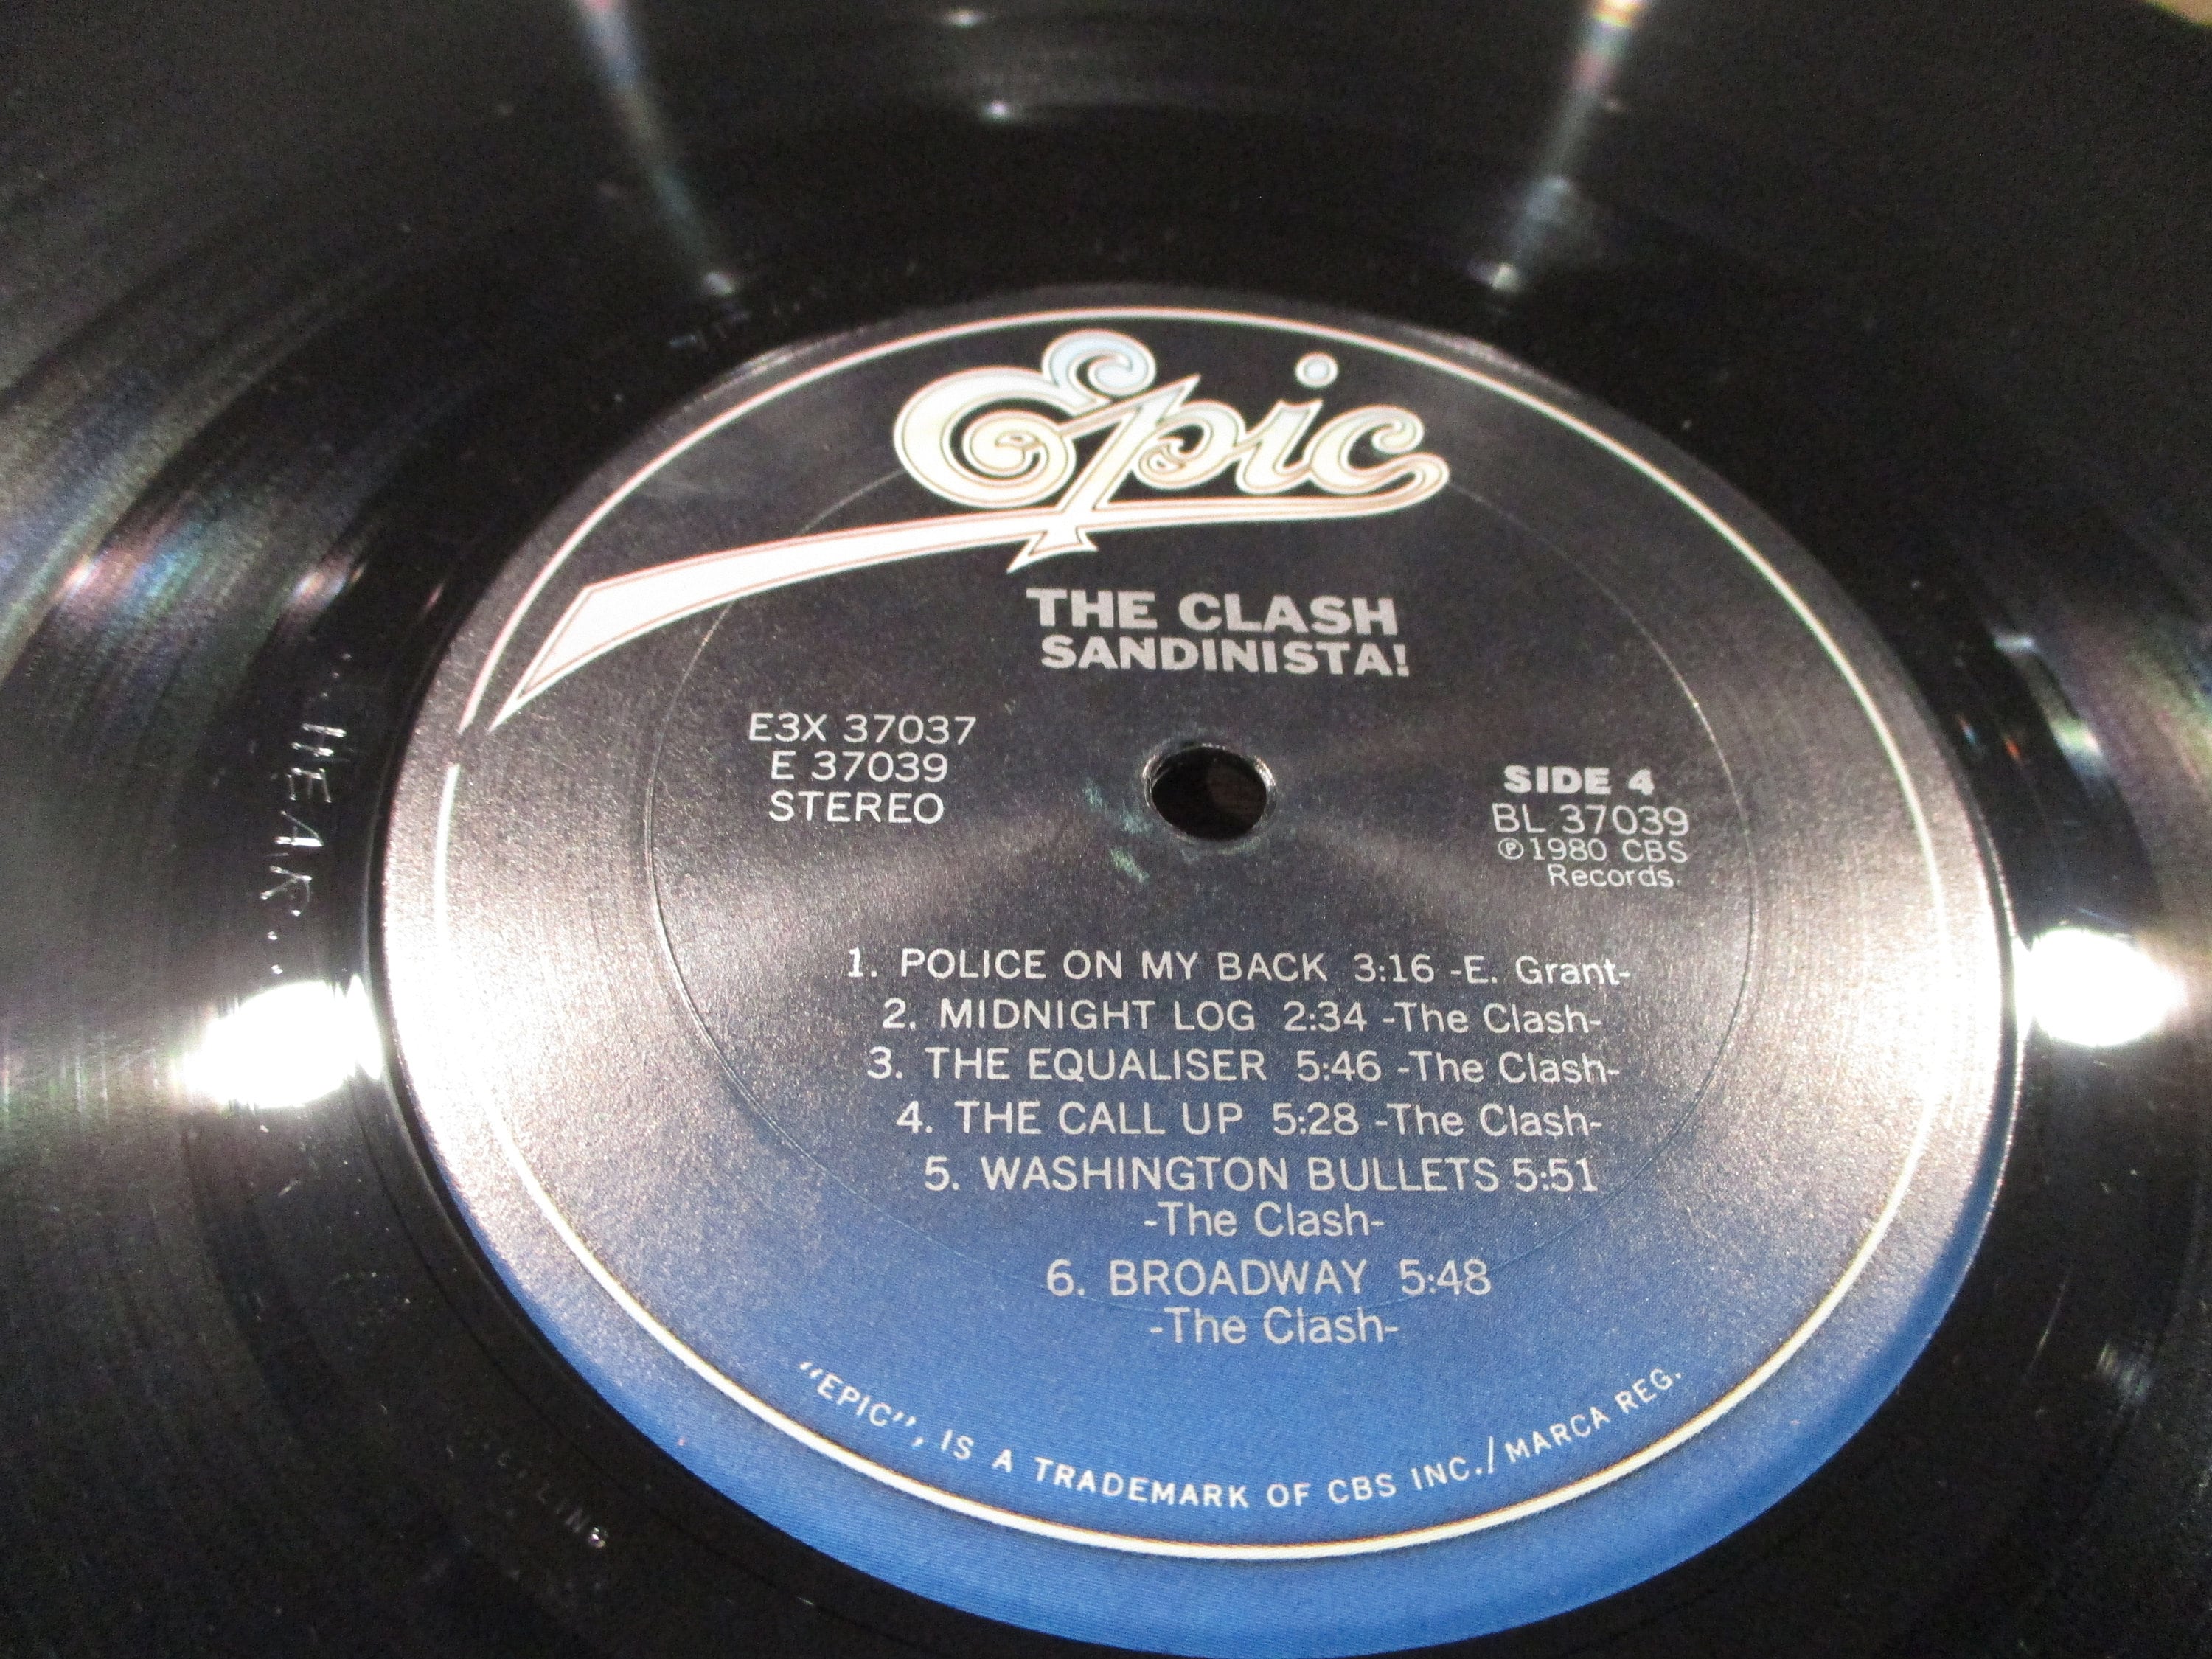 Epic
THE CLASH
SANDINISTA!
E3X 37037
E 37039
STEREO
SIDE 4
BL 37039
℗1980 CBS
Records.
1. POLICE ON MY BACK 3:16 -E. Grant-
2. MIDNIGHT LOG 2:34 -The Clash-
3. THE EQUALISER 5:46 -The Clash-
4. THE CALL UP 5:28 -The Clash-
5. WASHINGTON BULLETS 5:51
-The Clash-
6. BROADWAY 5:48
-The Clash-
"EPIC", IS A TRADEMARK OF CBS INC./MARCA REG.
...HEAR...